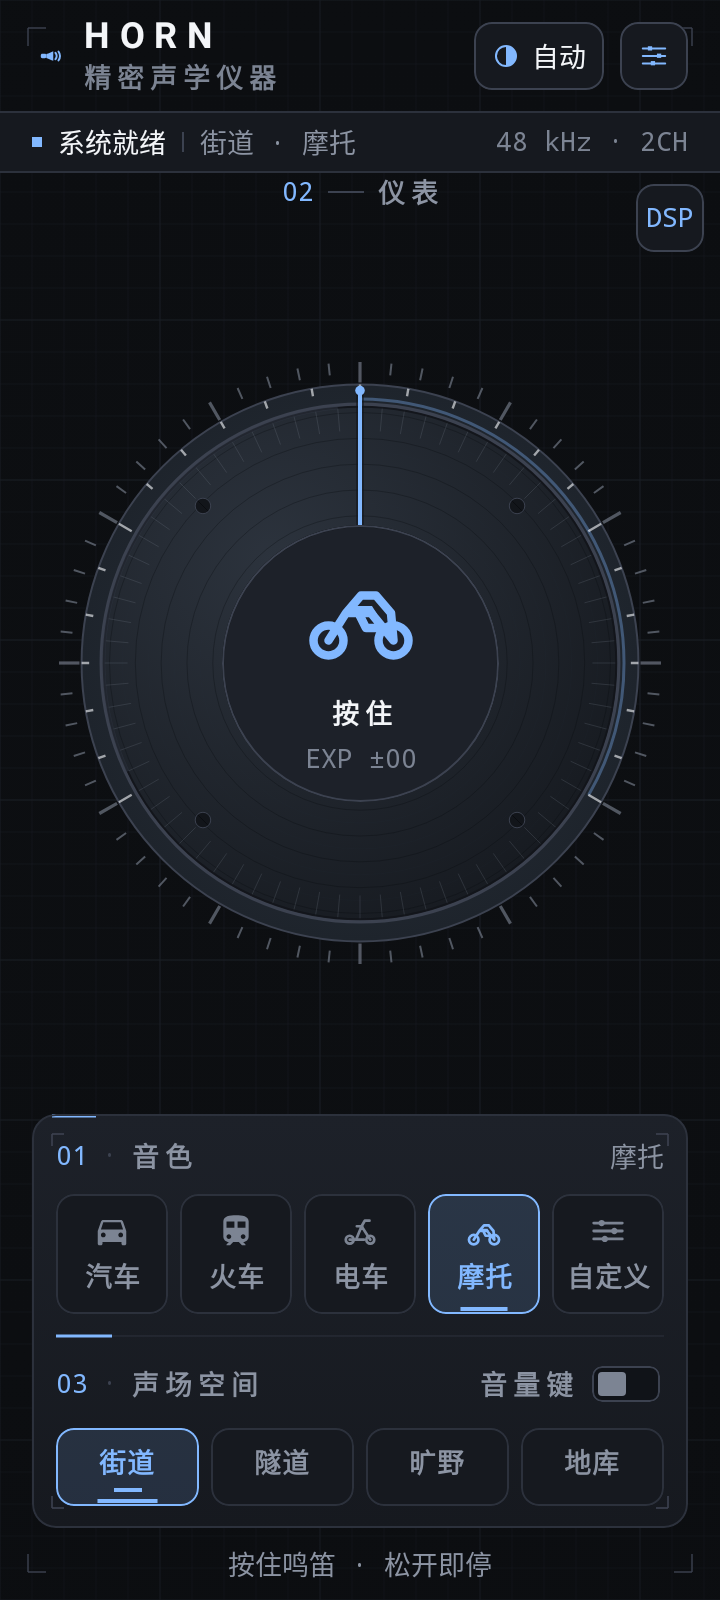 HORN
精密声学仪器
自动
系统就绪 街道 · 摩托 48 kHz · 2CH
02 — 仪表
DSP
按住
EXP ±00
01 · 音色 摩托
汽车 火车 电车 摩托 自定义
03 · 声场空间 音量键
街道 隧道 旷野 地库
按住鸣笛 · 松开即停